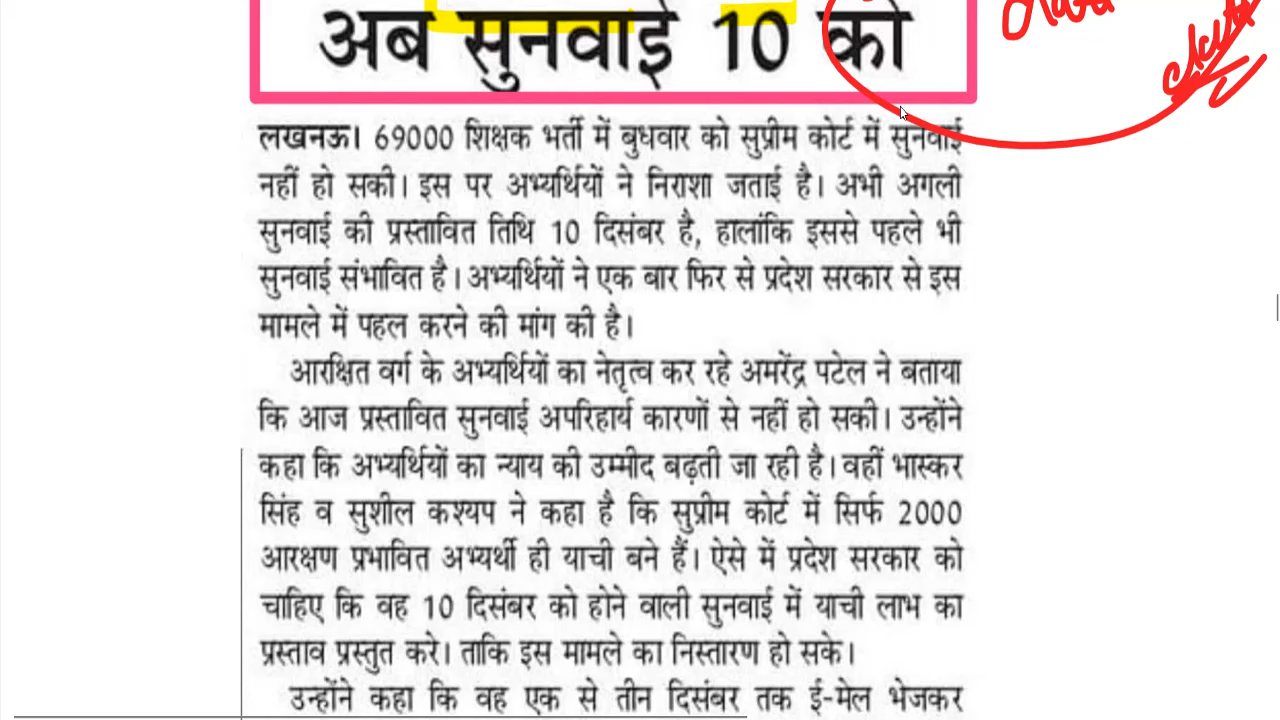 अब सुनवाई 10 को
लखनऊ। 69000 शिक्षक भर्ती में बुधवार को सुप्रीम कोर्ट में सुनवाई
नहीं हो सकी। इस पर अभ्यर्थियों ने निराशा जताई है। अभी अगली
सुनवाई की प्रस्तावित तिथि 10 दिसंबर है, हालांकि इससे पहले भी
सुनवाई संभावित है। अभ्यर्थियों ने एक बार फिर से प्रदेश सरकार से इस
मामले में पहल करने की मांग की है।
आरक्षित वर्ग के अभ्यर्थियों का नेतृत्व कर रहे अमरेंद्र पटेल ने बताया
कि आज प्रस्तावित सुनवाई अपरिहार्य कारणों से नहीं हो सकी। उन्होंने
कहा कि अभ्यर्थियों का न्याय की उम्मीद बढ़ती जा रही है। वहीं भास्कर
सिंह व सुशील कश्यप ने कहा है कि सुप्रीम कोर्ट में सिर्फ 2000
आरक्षण प्रभावित अभ्यर्थी ही याची बने हैं। ऐसे में प्रदेश सरकार को
चाहिए कि वह 10 दिसंबर को होने वाली सुनवाई में याची लाभ का
प्रस्ताव प्रस्तुत करे। ताकि इस मामले का निस्तारण हो सके।
उन्होंने कहा कि वह एक से तीन दिसंबर तक ई-मेल भेजकर